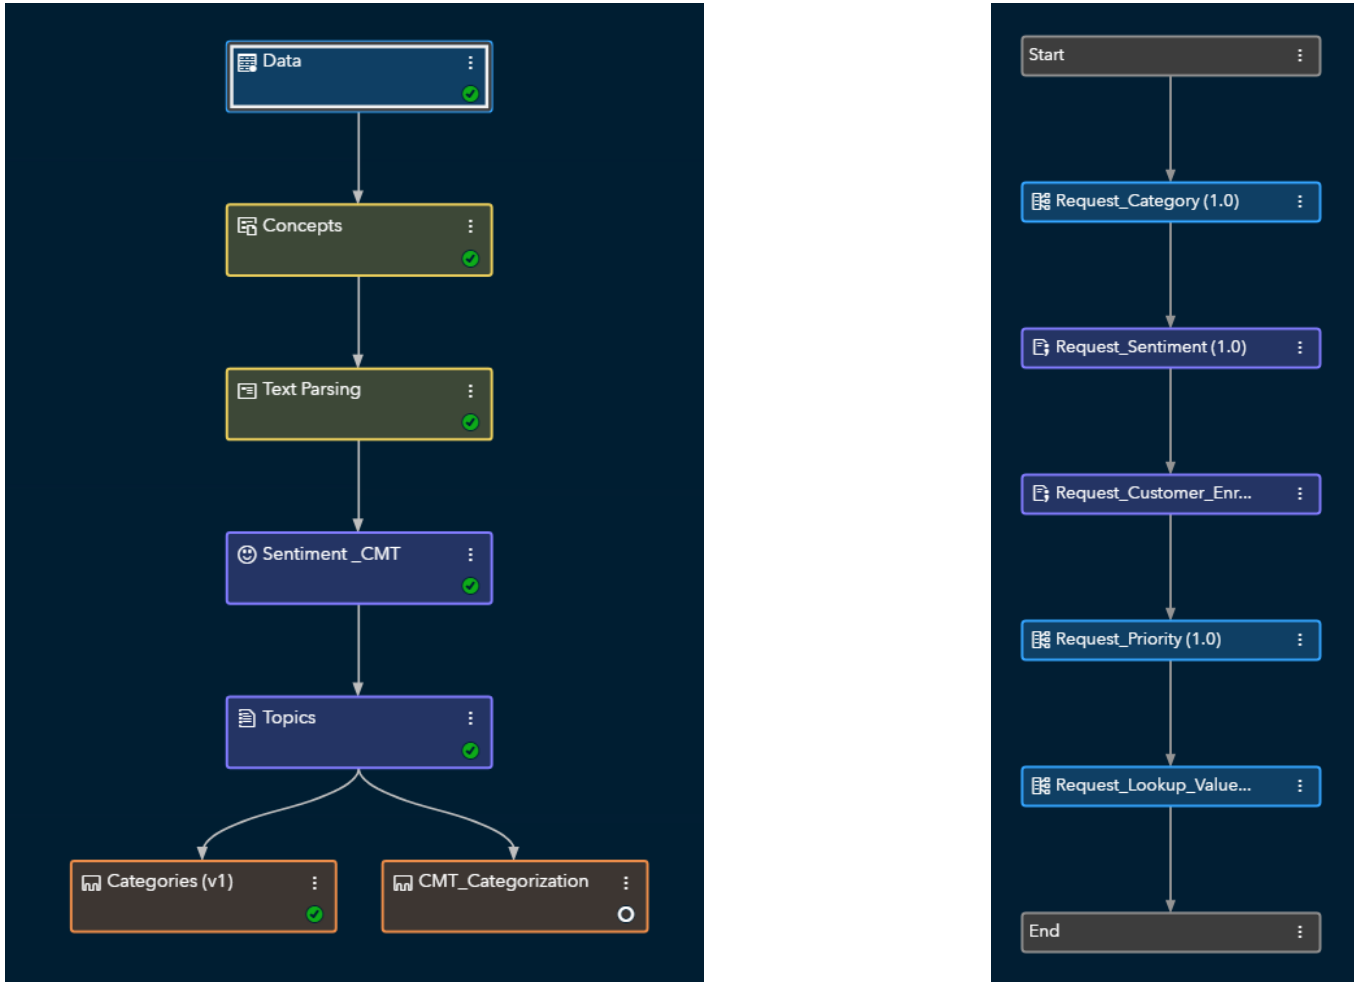 Data
Concepts
Text Parsing
Sentiment _CMT
Topics
Categories (v1)
CMT_Categorization
Start
Request_Category (1.0)
Request_Sentiment (1.0)
Request_Customer_Enr...
Request_Priority (1.0)
Request_Lookup_Value...
End